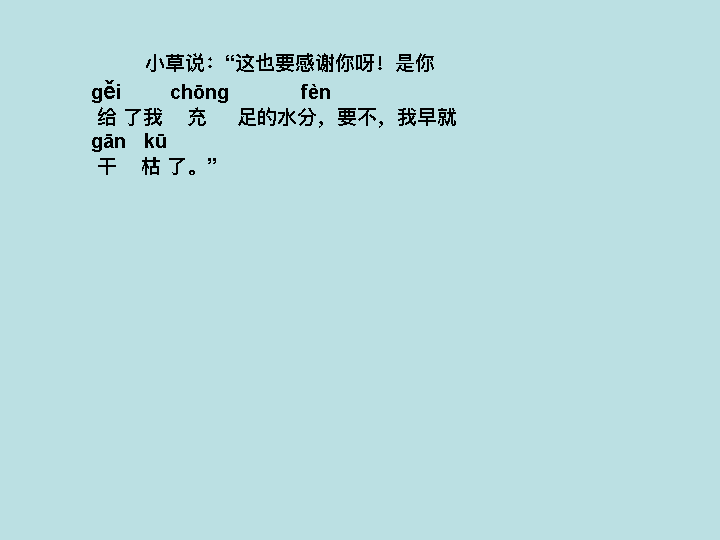 小草说：“这也要感谢你呀！是你
gěi chōng fèn
给 了我 充 足的水分，要不，我早就
gān kū
干 枯 了。”